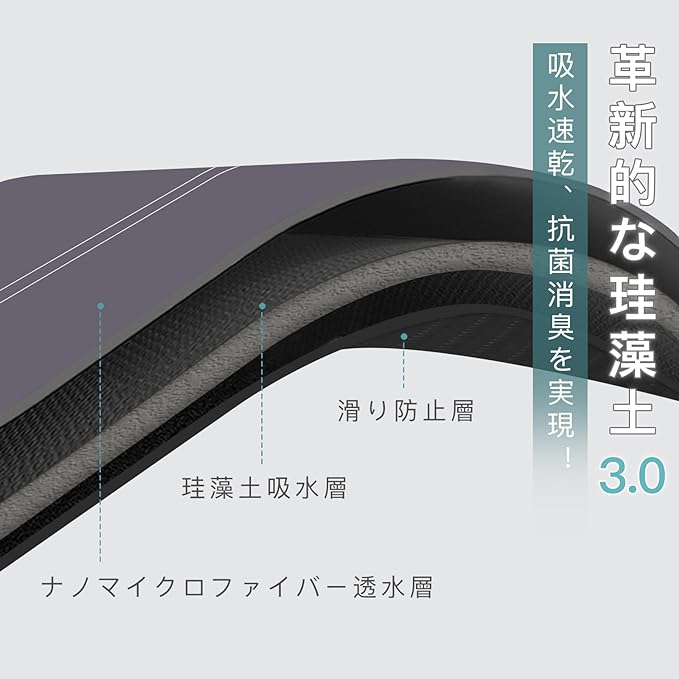 革新的な珪藻土
3.0
吸水速乾、抗菌消臭を実現！
滑り防止層
珪藻土吸水層
ナノマイクロファイバー透水層